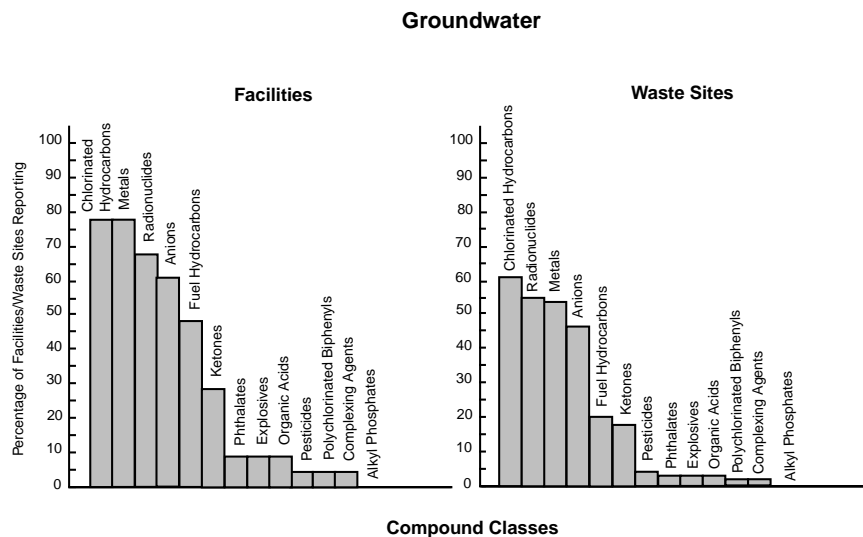 Groundwater
Facilities
Percentage of Facilities/Waste Sites Reporting
100
90
80
70
60
50
40
30
20
10
0
Chlorinated
Hydrocarbons
Metals
Radionuclides
Anions
Fuel Hydrocarbons
Ketones
Phthalates
Explosives
Organic Acids
Pesticides
Polychlorinated Biphenyls
Complexing Agents
Alkyl Phosphates
Waste Sites
100
90
80
70
60
50
40
30
20
10
0
Chlorinated Hydrocarbons
Radionuclides
Metals
Anions
Fuel Hydrocarbons
Ketones
Pesticides
Phthalates
Explosives
Organic Acids
Polychlorinated Biphenyls
Complexing Agents
Alkyl Phosphates
Compound Classes